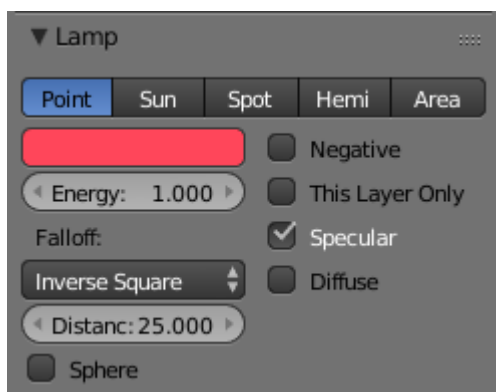 Lamp
Point Sun Spot Hemi Area
Negative
Energy: 1.000 This Layer Only
Falloff: Specular
Inverse Square Diffuse
Distanc: 25.000
Sphere